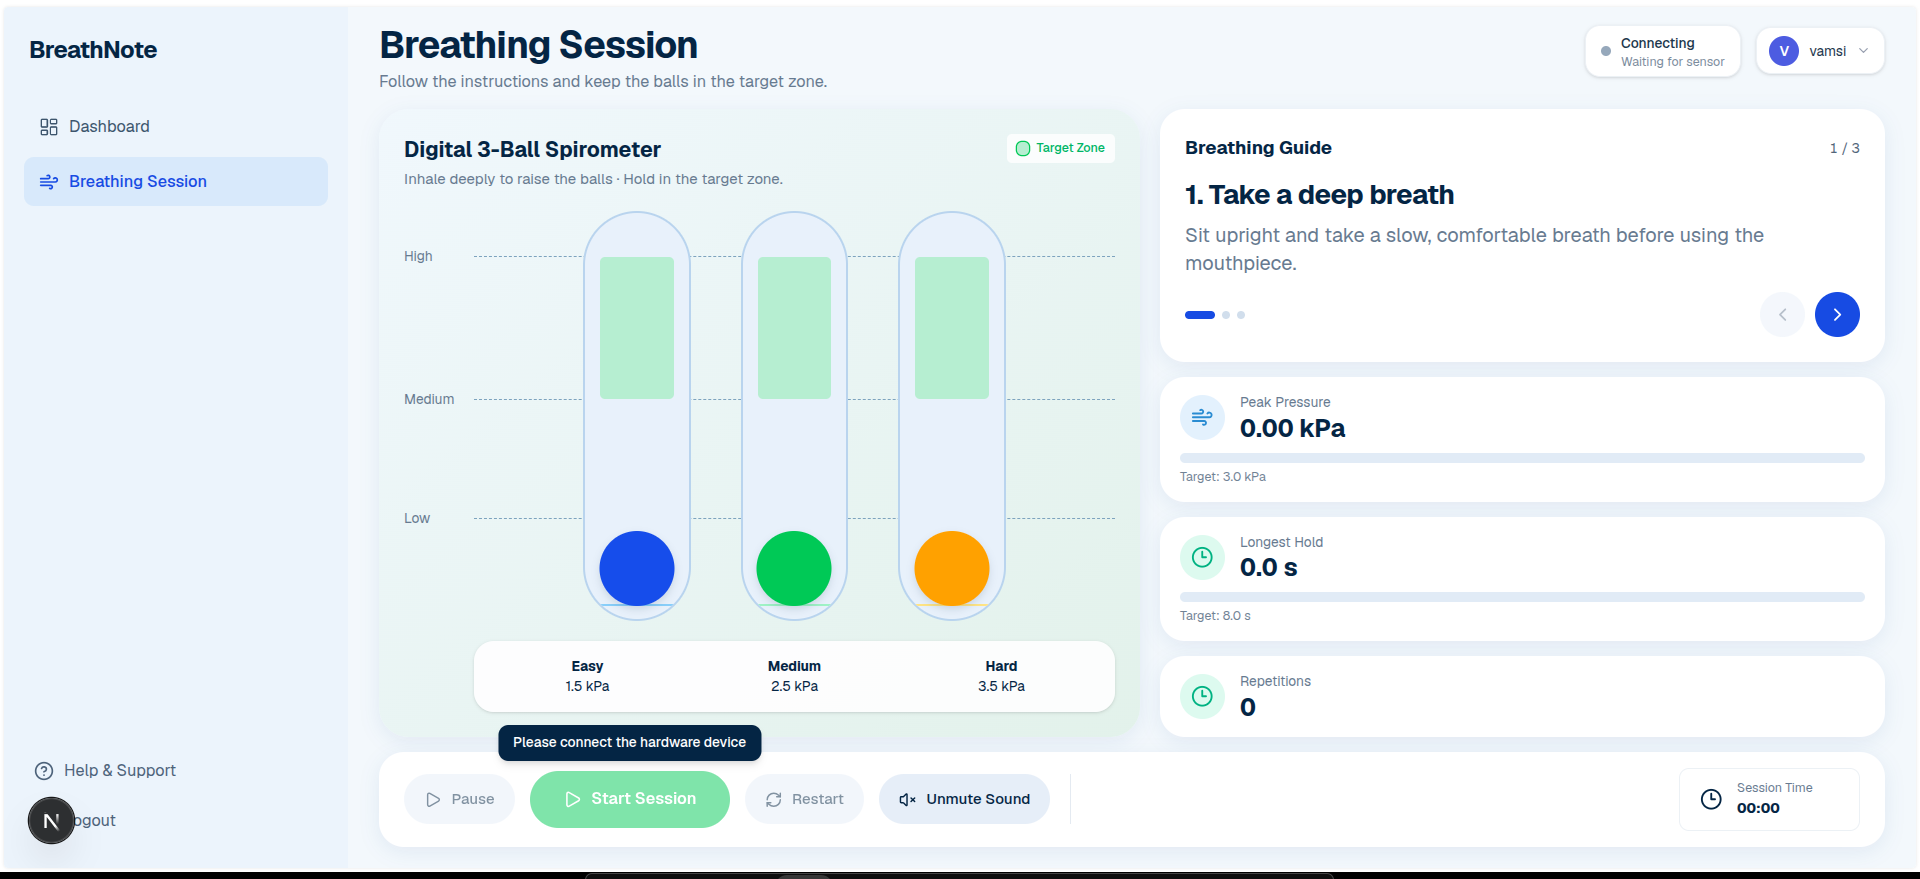 BreathNote
Dashboard
Breathing Session
Help & Support
N
ogout
Breathing Session
Follow the instructions and keep the balls in the target zone.
Connecting
Waiting for sensor
V
vamsi
Digital 3-Ball Spirometer
Target Zone
Inhale deeply to raise the balls · Hold in the target zone.
High
Medium
Low
Easy
Medium
Hard
1.5 kPa
2.5 kPa
3.5 kPa
Please connect the hardware device
Pause
Start Session
Restart
Unmute Sound
Breathing Guide
1 / 3
1. Take a deep breath
Sit upright and take a slow, comfortable breath before using the
mouthpiece.
Peak Pressure
0.00 kPa
Target: 3.0 kPa
Longest Hold
0.0 s
Target: 8.0 s
Repetitions
0
Session Time
00:00